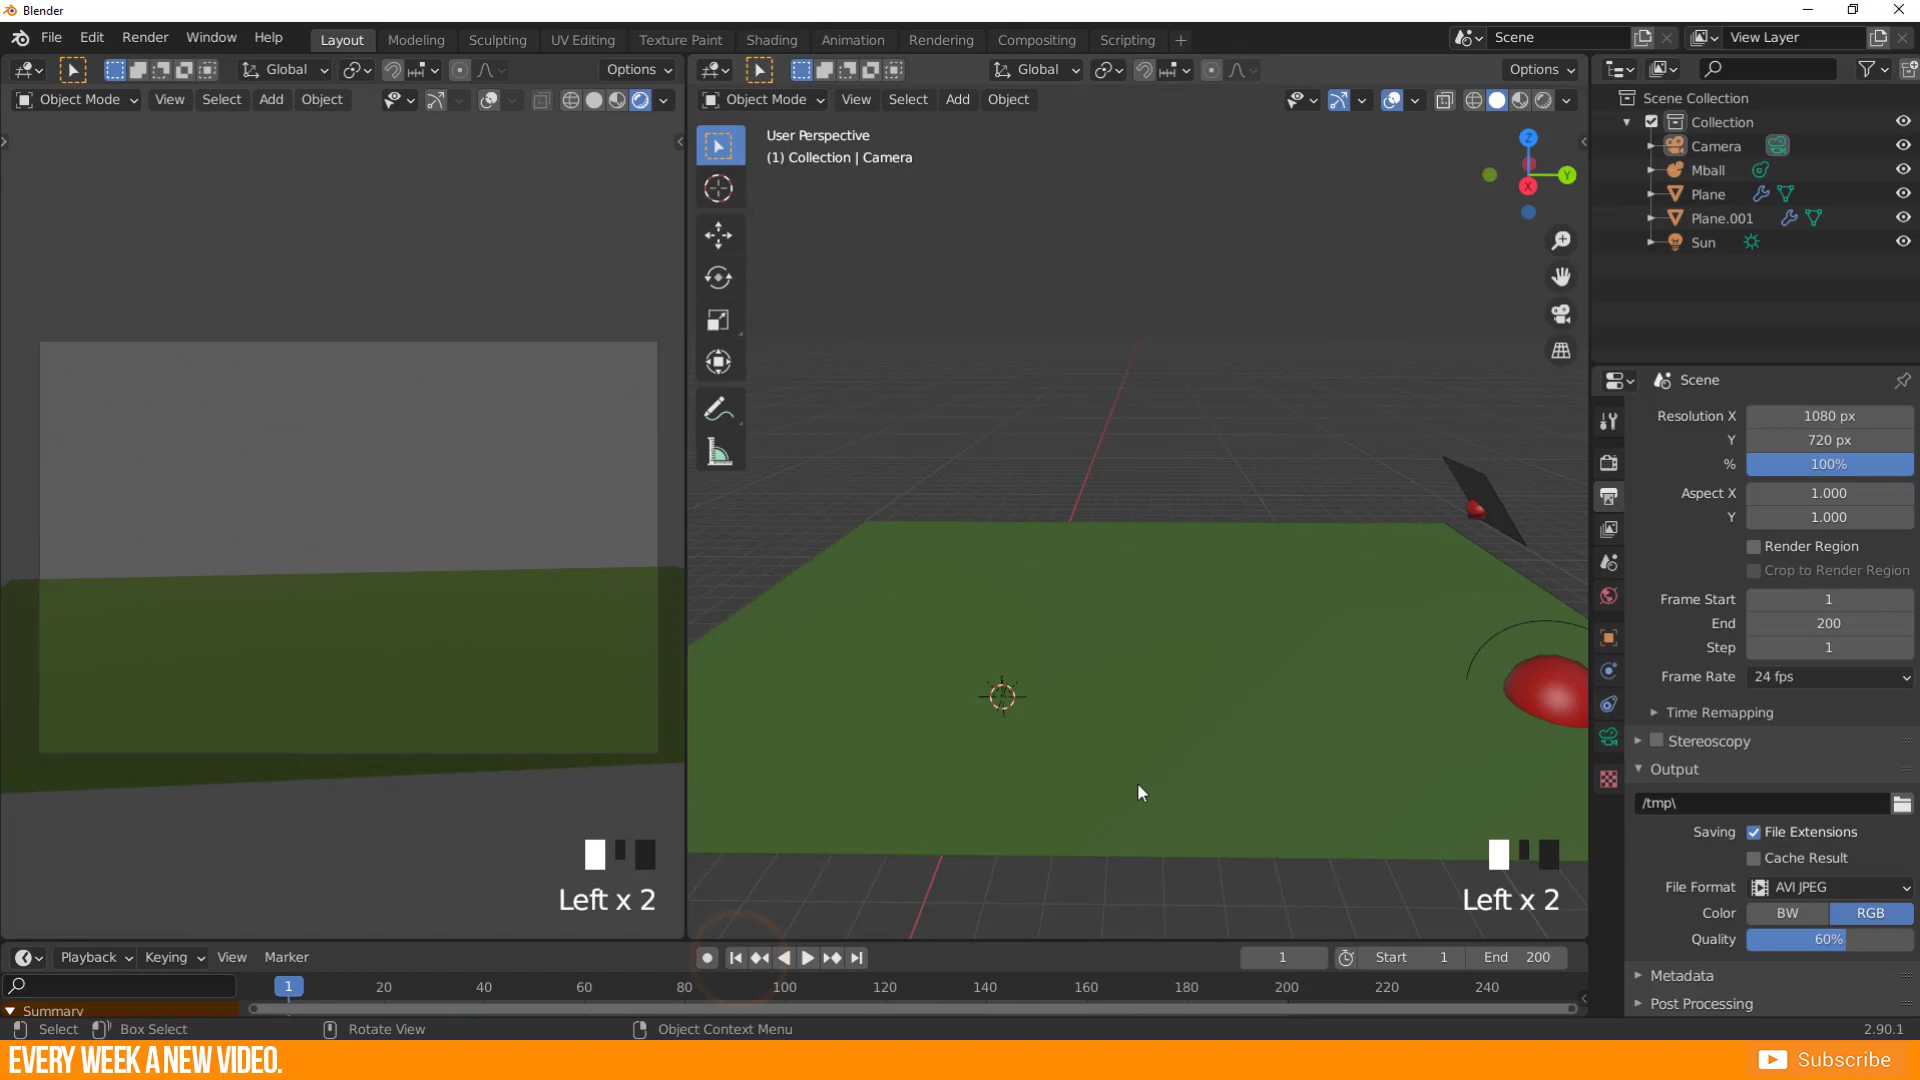 Blender
File Edit Render Window Help
Layout Modeling Sculpting UV Editing Texture Paint Shading Animation Rendering Compositing Scripting
Scene
View Layer
Global
Options
Global
Options
Object Mode View Select Add Object
Object Mode View Select Add Object
Scene Collection
Collection
Camera
Mball
Plane
Plane.001
Sun
User Perspective
(1) Collection | Camera
Z
Y
X
Scene
Resolution X 1080 px
Y 720 px
% 100%
Aspect X 1.000
Y 1.000
Render Region
Crop to Render Region
Frame Start 1
End 200
Step 1
Frame Rate 24 fps
Time Remapping
Stereoscopy
Output
/tmp\
Saving File Extensions
Cache Result
File Format AVI JPEG
Color BW RGB
Quality 60%
Metadata
Post Processing
Left x 2
Left x 2
Playback Keying View Marker
1
Start 1
End 200
1 20 40 60 80 100 120 140 160 180 200 220 240
Summary
Select Box Select Rotate View Object Context Menu
2.90.1
EVERY WEEK A NEW VIDEO.
Subscribe